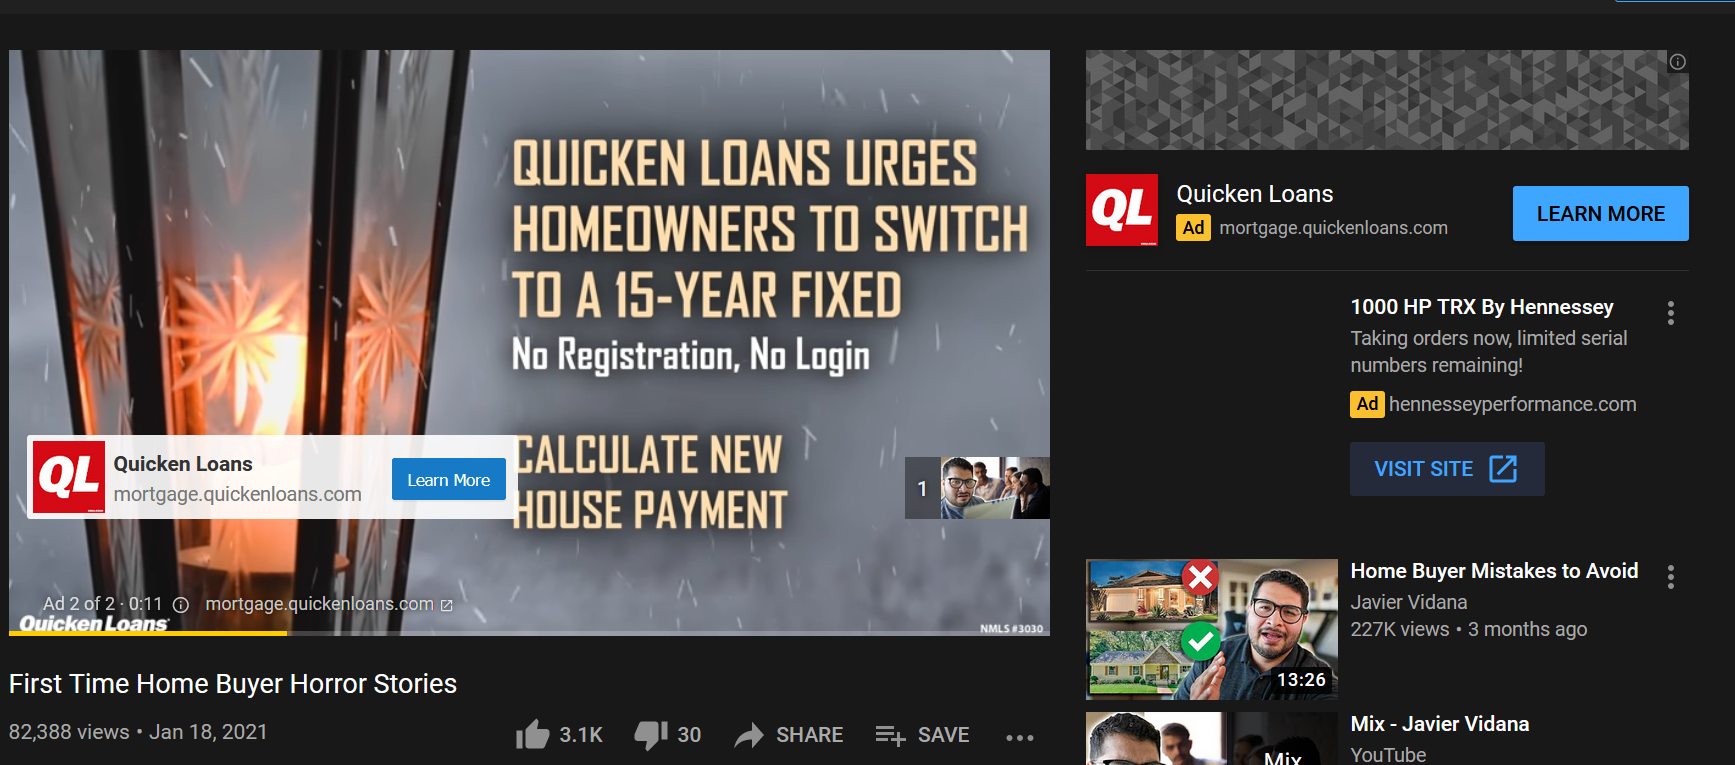 QUICKEN LOANS URGES
HOMEOWNERS TO SWITCH
TO A 15-YEAR FIXED
No Registration, No Login
CALCULATE NEW
HOUSE PAYMENT
QL
Quicken Loans
mortgage.quickenloans.com
Learn More
1
Ad 2 of 2 · 0:11
mortgage.quickenloans.com
Quicken Loans
NMLS #3030
First Time Home Buyer Horror Stories
82,388 views • Jan 18, 2021
3.1K
30
SHARE
SAVE
QL
Quicken Loans
Ad mortgage.quickenloans.com
LEARN MORE
1000 HP TRX By Hennessey
Taking orders now, limited serial
numbers remaining!
Ad hennesseyperformance.com
VISIT SITE
13:26
Home Buyer Mistakes to Avoid
Javier Vidana
227K views • 3 months ago
Mix
Mix - Javier Vidana
YouTube